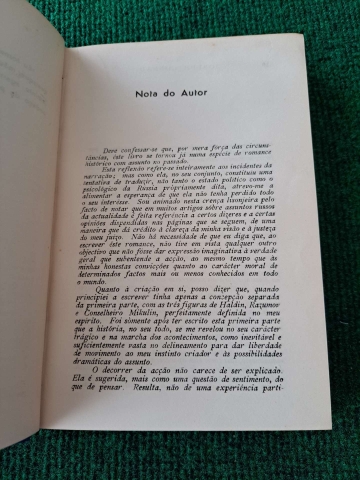 Nota do Autor
Deve confessar-se que, por mera força das circuns-
tâncias, êste livro se tornou já numa espécie de romance
histórico com assunto no passado.
Esta reflexão refere-se inteiramente aos incidentes da
narração; mas como ela, no seu conjunto, constituiu uma
tentativa de traduzir, não tanto o estado político como o
psicológico da Russia pròpriamente dita, atrevo-me a
alimentar a esperança de que ela não tenha perdido todo
o seu interêsse. Sou animado nesta crença lisonjeira pelo
facto de notar que em muitos artigos sôbre assuntos russos
da actualidade é feita referência a certos dizeres e a certas
opiniões expendidas nas páginas que se seguem, de uma
maneira que dá crédito à clareza da minha visão e à justeza
do meu juízo. Não há necessidade de que eu diga que, ao
escrever êste romance, não tive em vista qualquer outro
objectivo que não fôsse dar expressão imaginativa à verdade
geral que subentende a acção, ao mesmo tempo que às
minhas honestas convicções quanto ao carácter moral de
determinados factos mais ou menos conhecidos em todo
o mundo.
Quanto à criação em si, posso dizer que, quando
principiei a escrever tinha apenas a concepção separada
da primeira parte, com as três figuras de Haldin, Razumov
e Conselheiro Mikulin, perfeitamente definida no meu
espírito. Foi sòmente após ter escrito esta primeira parte
que a história, no seu todo, se me revelou no seu carácter
trágico e na marcha dos acontecimentos, como inevitável e
suficientemente vasta no delineamento para dar liberdade
de movimento ao meu instinto criador e às possibilidades
dramáticas do assunto.
O decorrer da acção não carece de ser explicado.
Ela é sugerida, mais como uma questão de sentimento, do
que de pensar. Resulta, não de uma experiência parti-